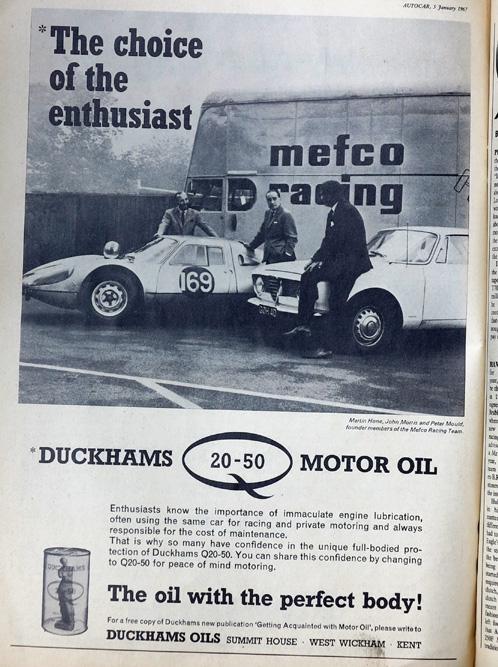 AUTOCAR, 5 January 1967
*The choice
of the
enthusiast
mefco
racing
169
Martin Hone, John Morris and Peter Mould,
founder members of the Mefco Racing Team.
*DUCKHAMS 20-50 MOTOR OIL
Enthusiasts know the importance of immaculate engine lubrication,
often using the same car for racing and private motoring and always
responsible for the cost of maintenance.
That is why so many have confidence in the unique full-bodied pro-
tection of Duckhams Q20-50. You can share this confidence by changing
to Q20-50 for peace of mind motoring.
DUCKHAMS
The oil with the perfect body!
For a free copy of Duckhams new publication 'Getting Acquainted with Motor Oil', please write to
DUCKHAMS OILS SUMMIT HOUSE · WEST WICKHAM · KENT